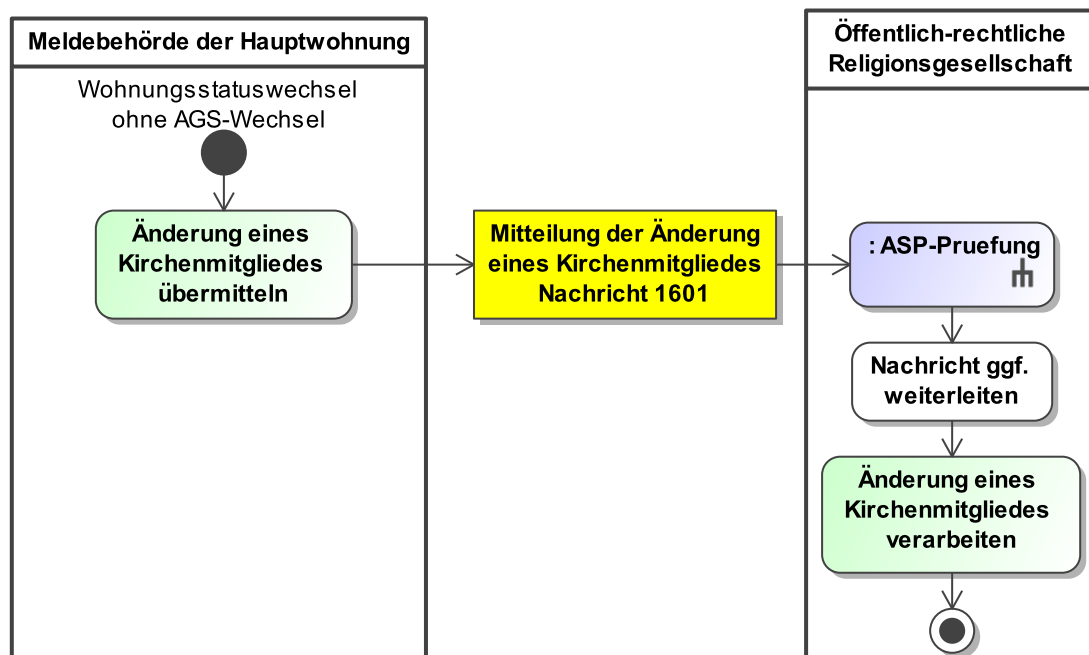 Meldebehörde der Hauptwohnung
Wohnungsstatuswechsel
ohne AGS-Wechsel
Änderung eines
Kirchenmitgliedes
übermitteln
Mitteilung der Änderung
eines Kirchenmitgliedes
Nachricht 1601
Öffentlich-rechtliche
Religionsgesellschaft
: ASP-Pruefung
Nachricht ggf.
weiterleiten
Änderung eines
Kirchenmitgliedes
verarbeiten